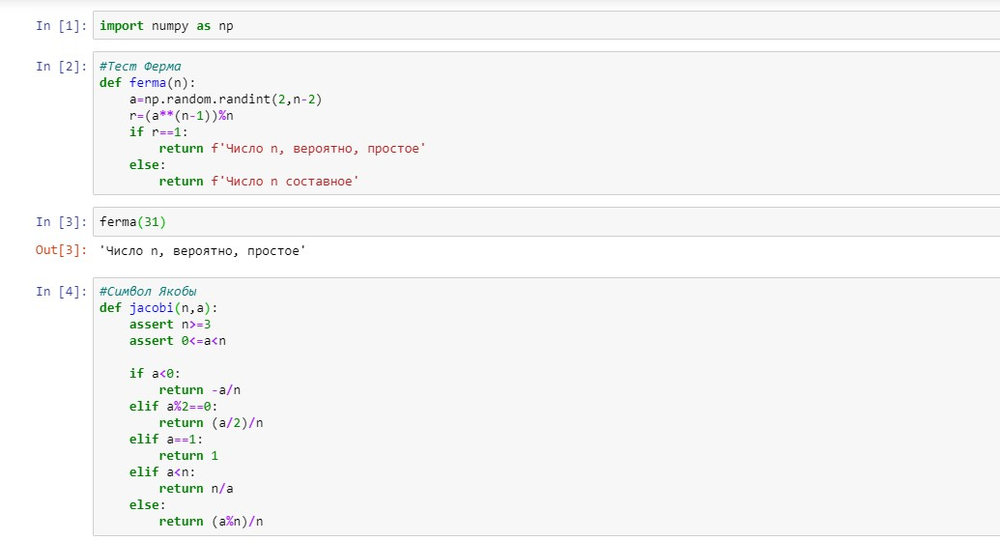 In [1]: import numpy as np
In [2]: #Тест Ферма
def ferma(n):
    a=np.random.randint(2,n-2)
    r=(a**(n-1))%n
    if r==1:
        return f'Число n, вероятно, простое'
    else:
        return f'Число n составное'
In [3]: ferma(31)
Out[3]: 'Число n, вероятно, простое'
In [4]: #Символ Якобы
def jacobi(n,a):
    assert n>=3
    assert 0<=a<n
    if a<0:
        return -a/n
    elif a%2==0:
        return (a/2)/n
    elif a==1:
        return 1
    elif a<n:
        return n/a
    else:
        return (a%n)/n